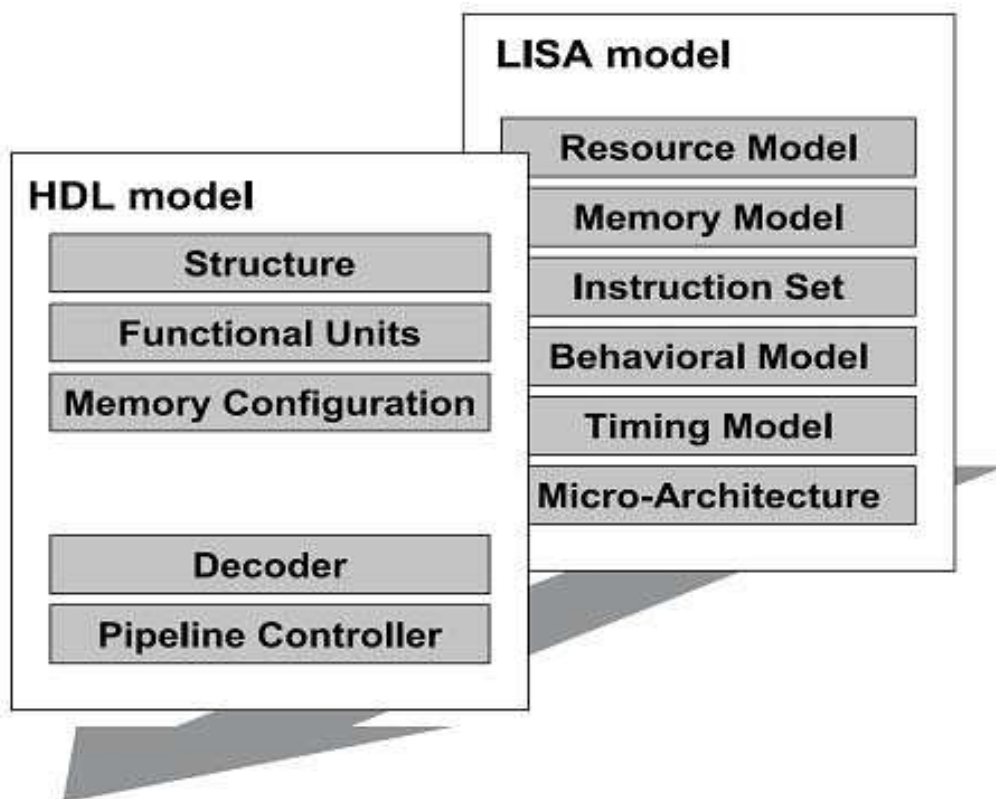 LISA model
Resource Model
Memory Model
Instruction Set
Behavioral Model
Timing Model
Micro-Architecture
HDL model
Structure
Functional Units
Memory Configuration
Decoder
Pipeline Controller